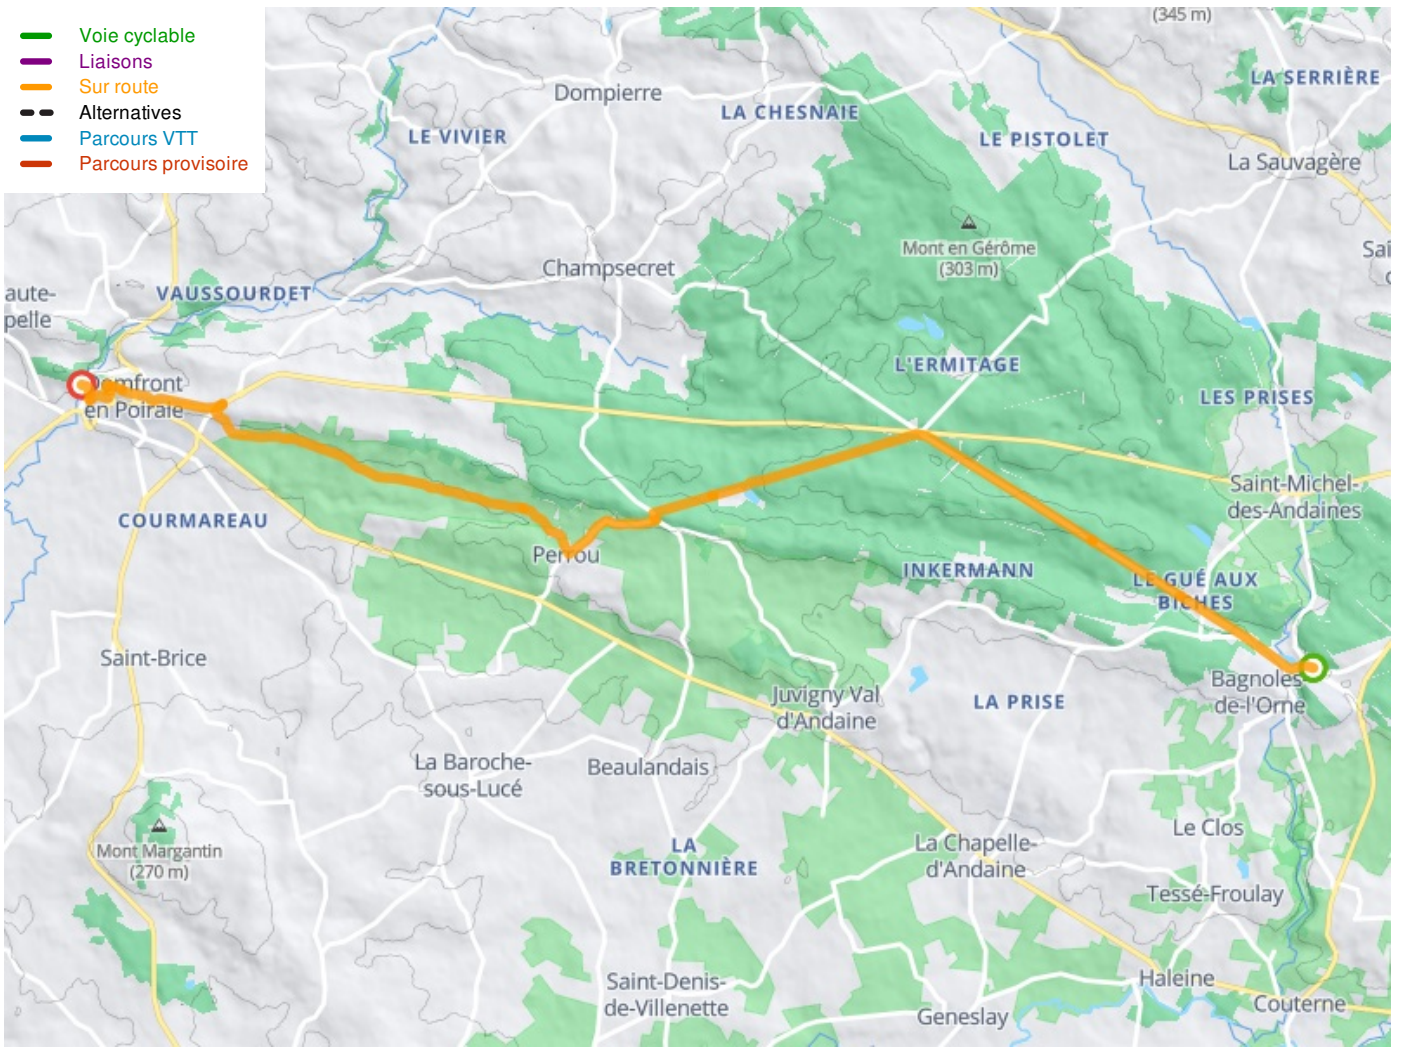 Voie cyclable
Liaisons
Sur route
Alternatives
Parcours VTT
Parcours provisoire
(345 m)
LA SERRIÈRE
Dompierre
LA CHESNAIE
LE VIVIER
LE PISTOLET
La Sauvagère
Mont en Gérôme
(303 m)
Sai
Champsecret
aute-
pelle
VAUSSOURDET
L'ERMITAGE
Domfront
en Poiraie
LES PRISES
Saint-Michel-
des-Andaines
COURMAREAU
Perrou
INKERMANN
LE GUÉ AUX
BICHES
Saint-Brice
Bagnoles-
de-l'Orne
Juvigny Val
d'Andaine
LA PRISE
La Baroche-
sous-Lucé
Beaulandais
Le Clos
Mont Margantin
(270 m)
LA
BRETONNIÈRE
La Chapelle-
d'Andaine
Tessé-Froulay
Saint-Denis-
de-Villenette
Haleine
Couterne
Geneslay